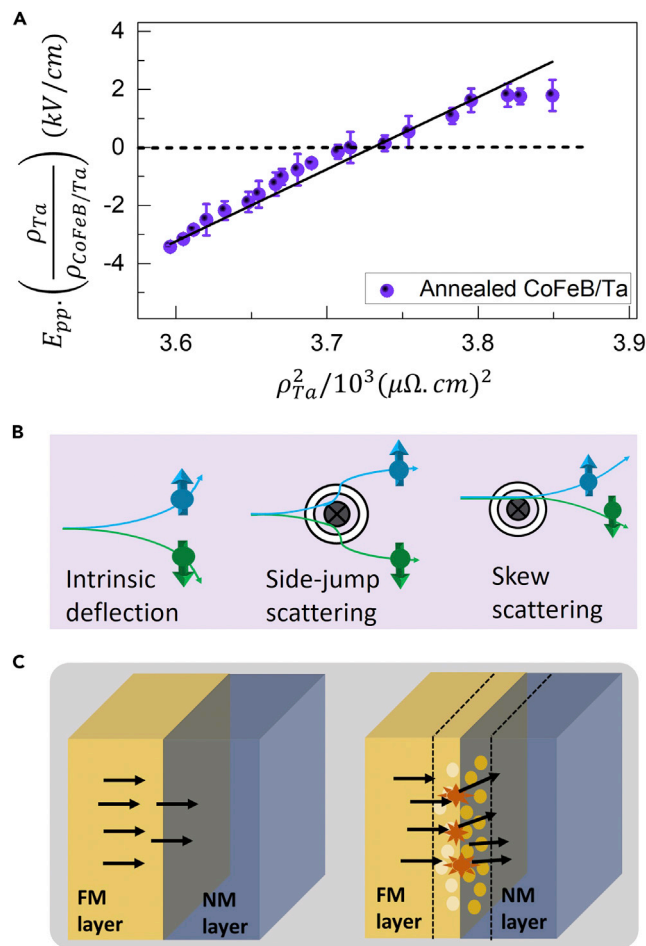 A
E_{pp}·(ρ_{Ta}/ρ_{CoFeB/Ta}) (kV/cm)
4
2
0
-2
-4
Annealed CoFeB/Ta
3.6 3.7 3.8 3.9
ρ²_{Ta}/10³(μΩ.cm)²
B
Intrinsic
deflection
Side-jump
scattering
Skew
scattering
C
FM
layer
NM
layer
FM
layer
NM
layer